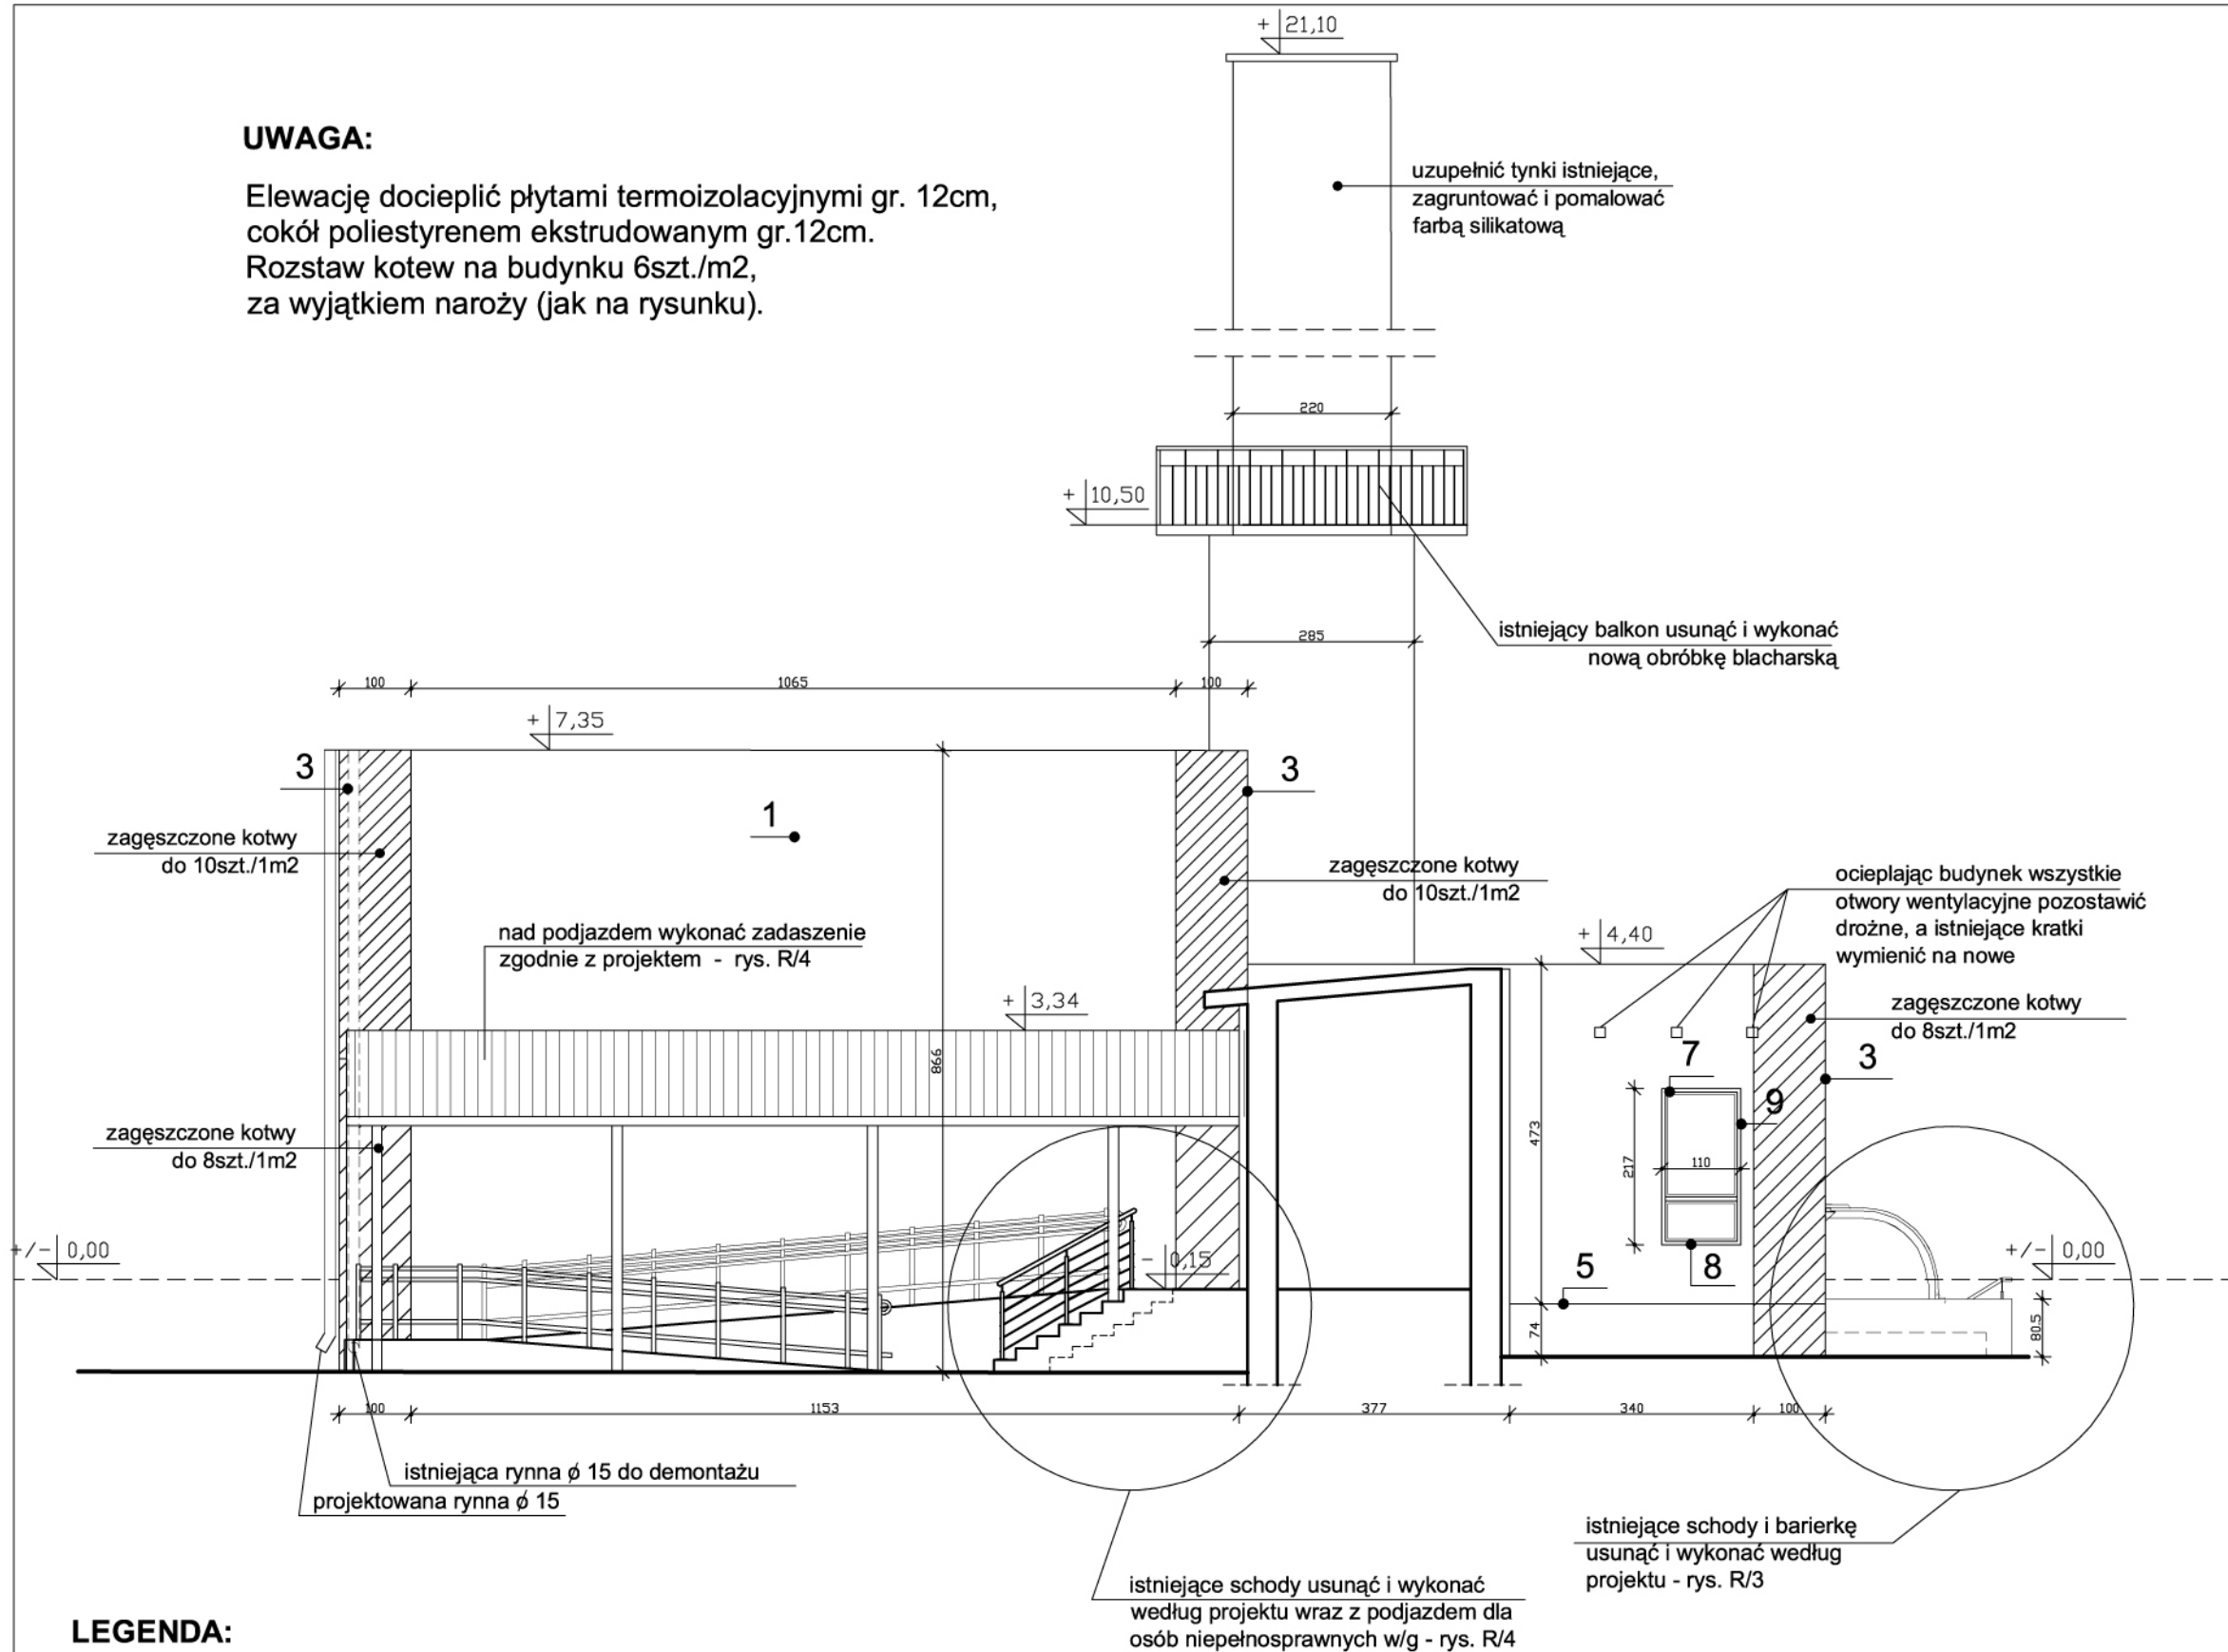 + 21,10
UWAGA:
Elewację docieplić płytami termoizolacyjnymi gr. 12cm,
cokół poliestyrenem ekstrudowanym gr.12cm.
Rozstaw kotew na budynku 6szt./m2,
za wyjątkiem naroży (jak na rysunku).
uzupełnić tynki istniejące,
zagruntować i pomalować
farbą silikatową
220
+ 10,50
285
istniejący balkon usunąć i wykonać
nową obróbkę blacharską
100
1065
100
+ 7,35
3
3
1
zagęszczone kotwy
do 10szt./1m2
zagęszczone kotwy
do 10szt./1m2
ocieplając budynek wszystkie
otwory wentylacyjne pozostawić
drożne, a istniejące kratki
wymienić na nowe
nad podjazdem wykonać zadaszenie
zgodnie z projektem - rys. R/4
+ 4,40
+ 3,34
zagęszczone kotwy
do 8szt./1m2
866
7
3
9
zagęszczone kotwy
do 8szt./1m2
473
217
110
+/- 0,00
- 0,15
5
8
+/- 0,00
74
80.5
100
1153
377
340
100
istniejąca rynna ϕ 15 do demontażu
projektowana rynna ϕ 15
istniejące schody i barierkę
usunąć i wykonać według
projektu - rys. R/3
istniejące schody usunąć i wykonać
według projektu wraz z podjazdem dla
osób niepełnosprawnych w/g - rys. R/4
LEGENDA: